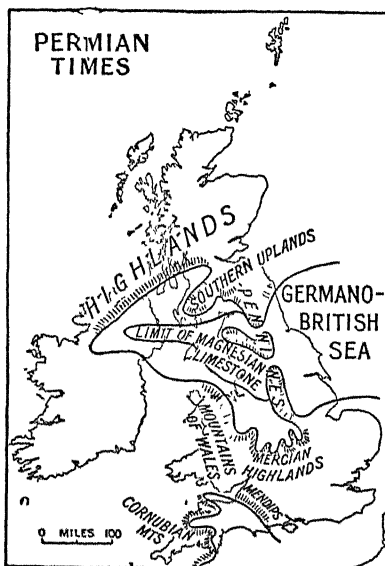 PERMIAN
TIMES
HIGHLANDS
SOUTHERN UPLANDS
PENNINES
GERMANO-
BRITISH
SEA
LIMIT OF MAGNESIAN
LIMESTONE
MOUNTAINS
OF WALES
MERCIAN
HIGHLANDS
MENDIPS
CORNUBIAN
MTS
0 MILES 100